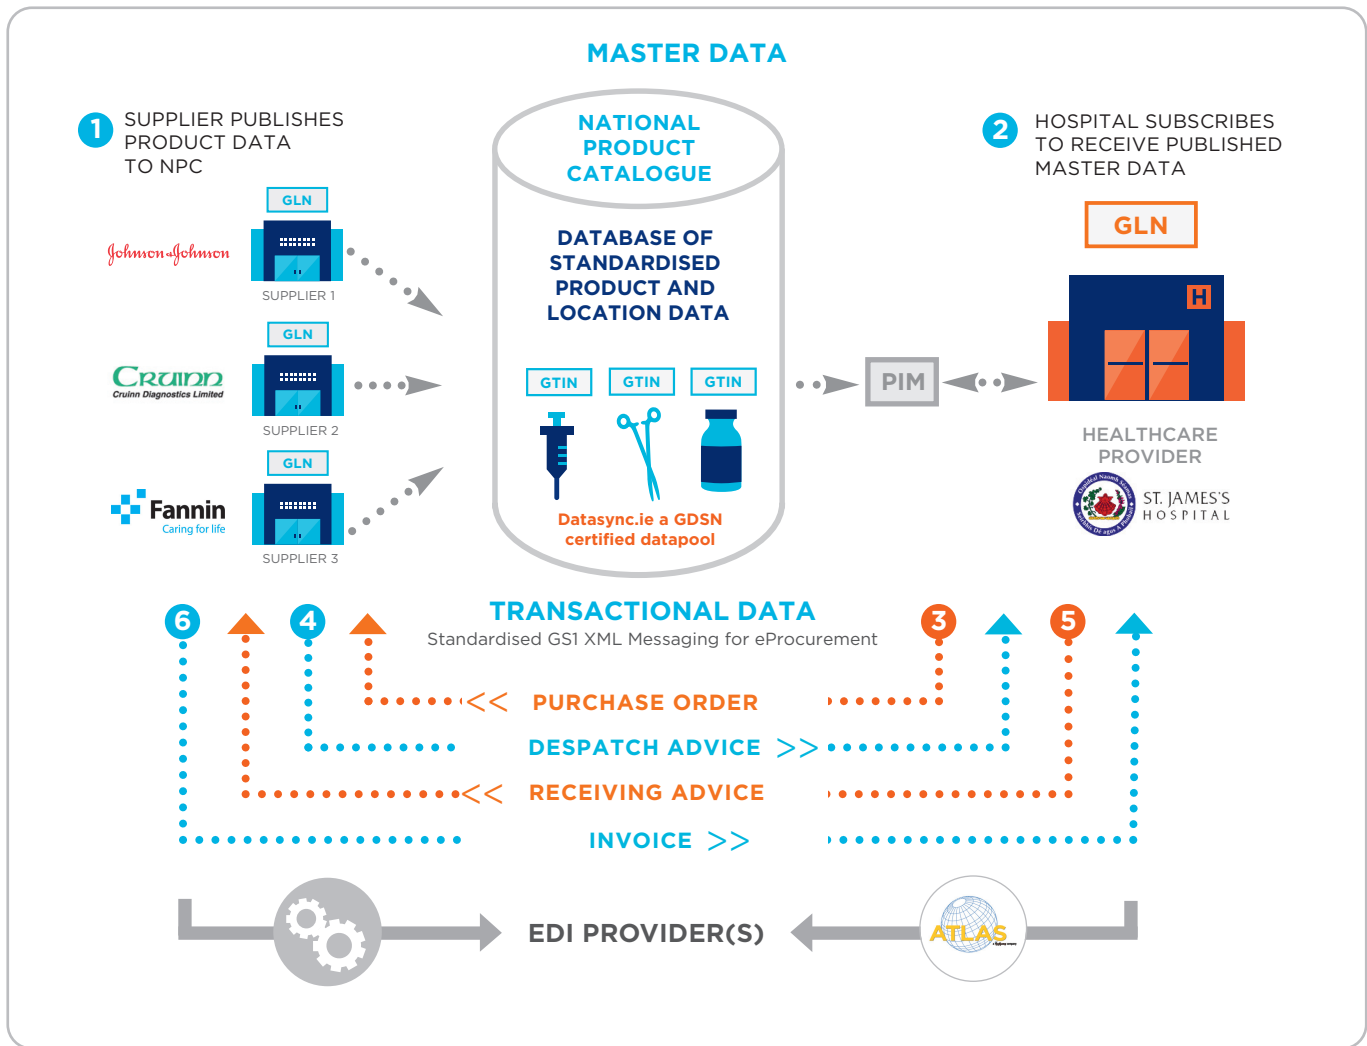 MASTER DATA
1
SUPPLIER PUBLISHES
PRODUCT DATA
TO NPC
NATIONAL
PRODUCT
CATALOGUE
2
HOSPITAL SUBSCRIBES
TO RECEIVE PUBLISHED
MASTER DATA
GLN
Johnson & Johnson
SUPPLIER 1
GLN
CRUINN
Cruinn Diagnostics Limited
SUPPLIER 2
GLN
Fannin
Caring for life
SUPPLIER 3
DATABASE OF
STANDARDISED
PRODUCT AND
LOCATION DATA
GTIN
GTIN
GTIN
Datasync.ie a GDSN
certified datapool
PIM
GLN
H
HEALTHCARE
PROVIDER
ST. JAMES'S
HOSPITAL
TRANSACTIONAL DATA
Standardised GS1 XML Messaging for eProcurement
6
4
3
5
<< PURCHASE ORDER
DESPATCH ADVICE >>
<< RECEIVING ADVICE
INVOICE >>
EDI PROVIDER(S)
ATLAS